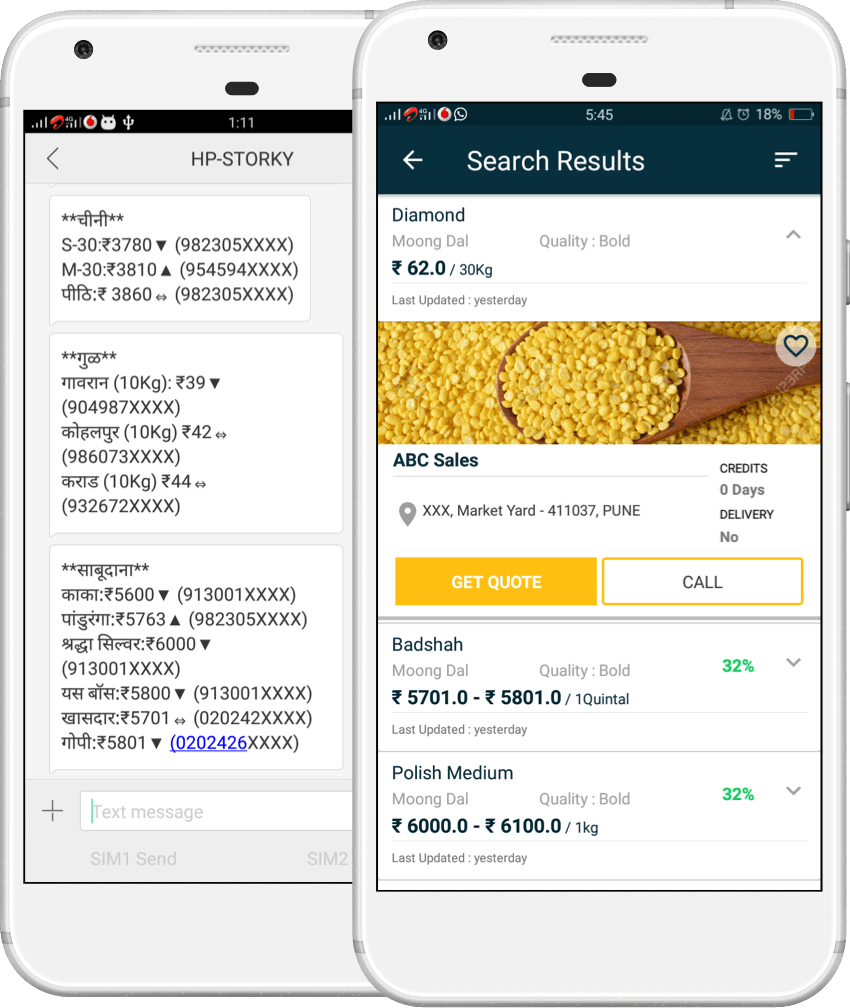 1:11
HP-STORKY
**चीनी**
S-30:₹3780▼ (982305XXXX)
M-30:₹3810▲ (954594XXXX)
पीठि:₹ 3860⇔ (982305XXXX)
**गुळ**
गावरान (10Kg): ₹39▼
(904987XXXX)
कोहलपुर (10Kg) ₹42⇔
(986073XXXX)
कराड (10Kg) ₹44⇔
(932672XXXX)
**साबूदाना**
काका:₹5600▼ (913001XXXX)
पांडुरंगा:₹5763▲ (982305XXXX)
श्रद्धा सिल्वर:₹6000▼
(913001XXXX)
यस बॉस:₹5800▼ (913001XXXX)
खासदार:₹5701⇔ (020242XXXX)
गोपी:₹5801▼ (0202426XXXX)
Text message
SIM1 Send
SIM2
4G
5:45
18%
Search Results
Diamond
Moong Dal Quality : Bold
₹ 62.0 / 30Kg
Last Updated : yesterday
ABC Sales
CREDITS
0 Days
XXX, Market Yard - 411037, PUNE
DELIVERY
No
GET QUOTE
CALL
Badshah
32%
Moong Dal Quality : Bold
₹ 5701.0 - ₹ 5801.0 / 1Quintal
Last Updated : yesterday
Polish Medium
32%
Moong Dal Quality : Bold
₹ 6000.0 - ₹ 6100.0 / 1kg
Last Updated : yesterday